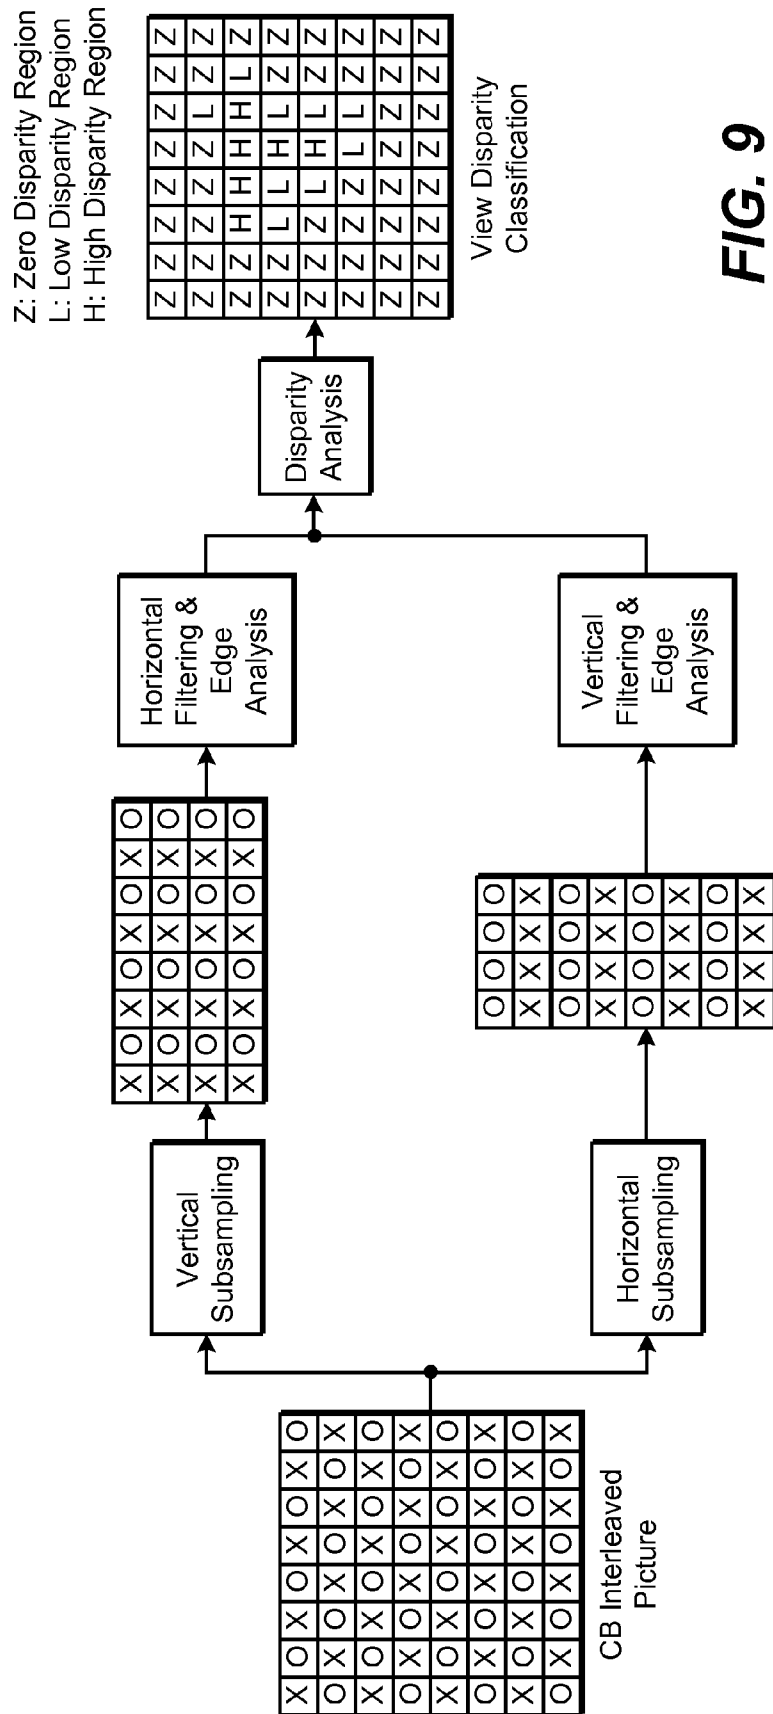 Z: Zero Disparity Region
L: Low Disparity Region
H: High Disparity Region
X O X O X O X O
O X O X O X O X
X O X O X O X O
O X O X O X O X
X O X O X O X O
O X O X O X O X
X O X O X O X O
O X O X O X O X
CB Interleaved
Picture
Vertical
Subsampling
X O X O X O X O
X O X O X O X O
X O X O X O X O
X O X O X O X O
Horizontal
Filtering &
Edge
Analysis
Horizontal
Subsampling
O O O O
X X X X
O O O O
X X X X
O O O O
X X X X
O O O O
X X X X
Vertical
Filtering &
Edge
Analysis
Disparity
Analysis
Z Z Z Z Z Z Z Z
Z Z Z Z Z L Z Z
Z Z H H H H L Z
Z Z L L H L Z Z
Z L Z L H L Z Z
Z Z Z Z L L Z Z
Z Z Z Z Z Z Z Z
Z Z Z Z Z Z Z Z
View Disparity
Classification
FIG. 9